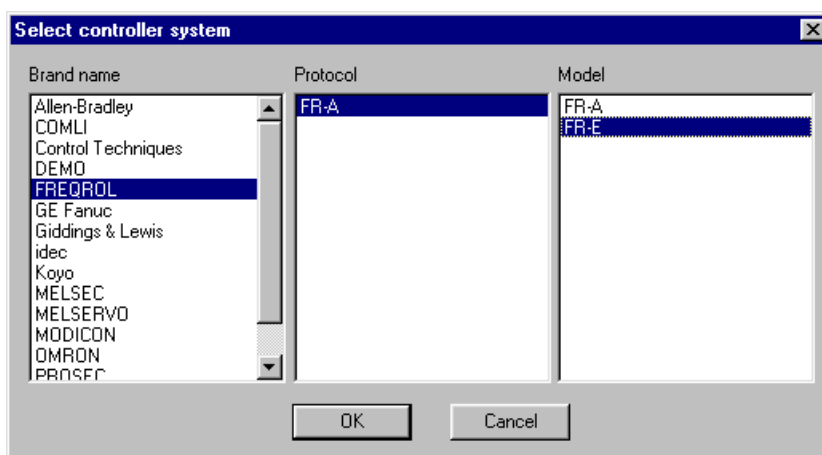 Select controller system
Brand name Protocol Model
Allen-Bradley
COMLI
Control Techniques
DEMO
FREQROL
GE Fanuc
Giddings & Lewis
idec
Koyo
MELSEC
MELSERVO
MODICON
OMRON
PROSEC
FR-A
FR-A
FR-E
OK Cancel